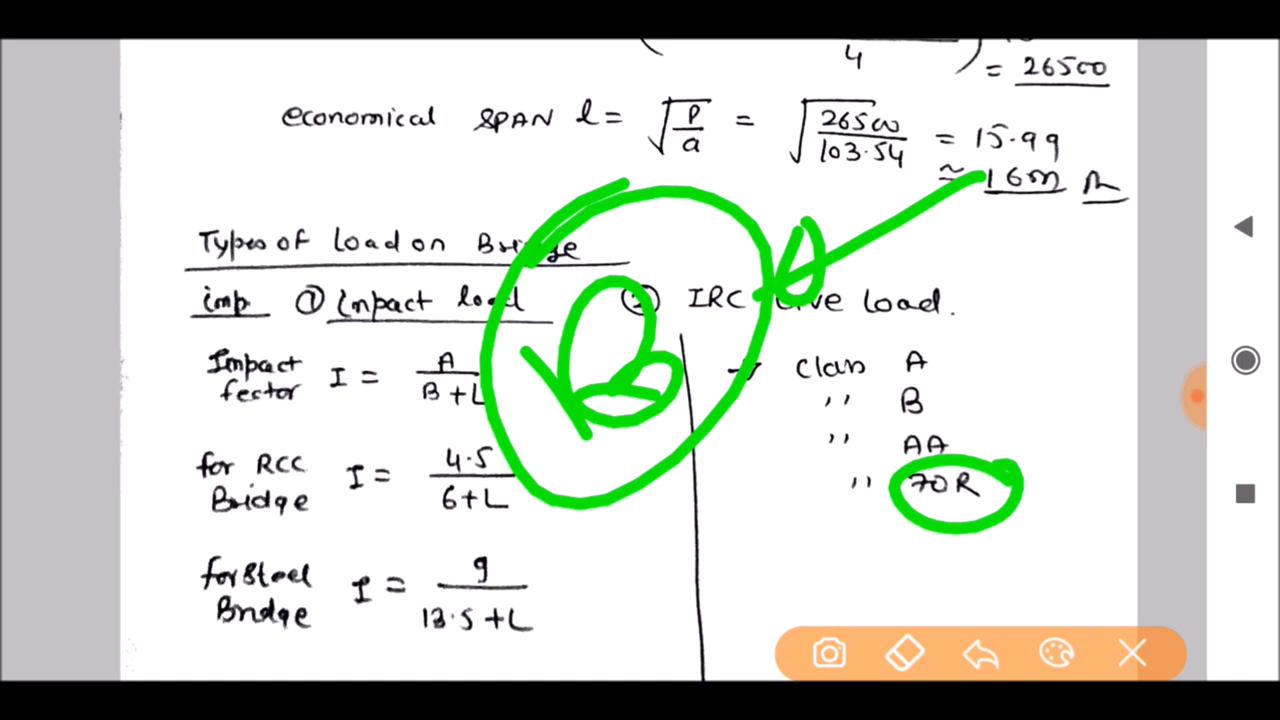 4
= 26500
economical SPAN l = √(P/a) = √(26500/103.54) = 15.99
≈ 16m
Types of Load on Bridge
imp ① Impact load ② IRC Live Load.
Impact fector I = A/(B+L)
→ Class A
,, B
,, AA
,, 70R
for RCC Bridge I = 4.5/(6+L)
for Steel Bridge I = 9/(13.5+L)